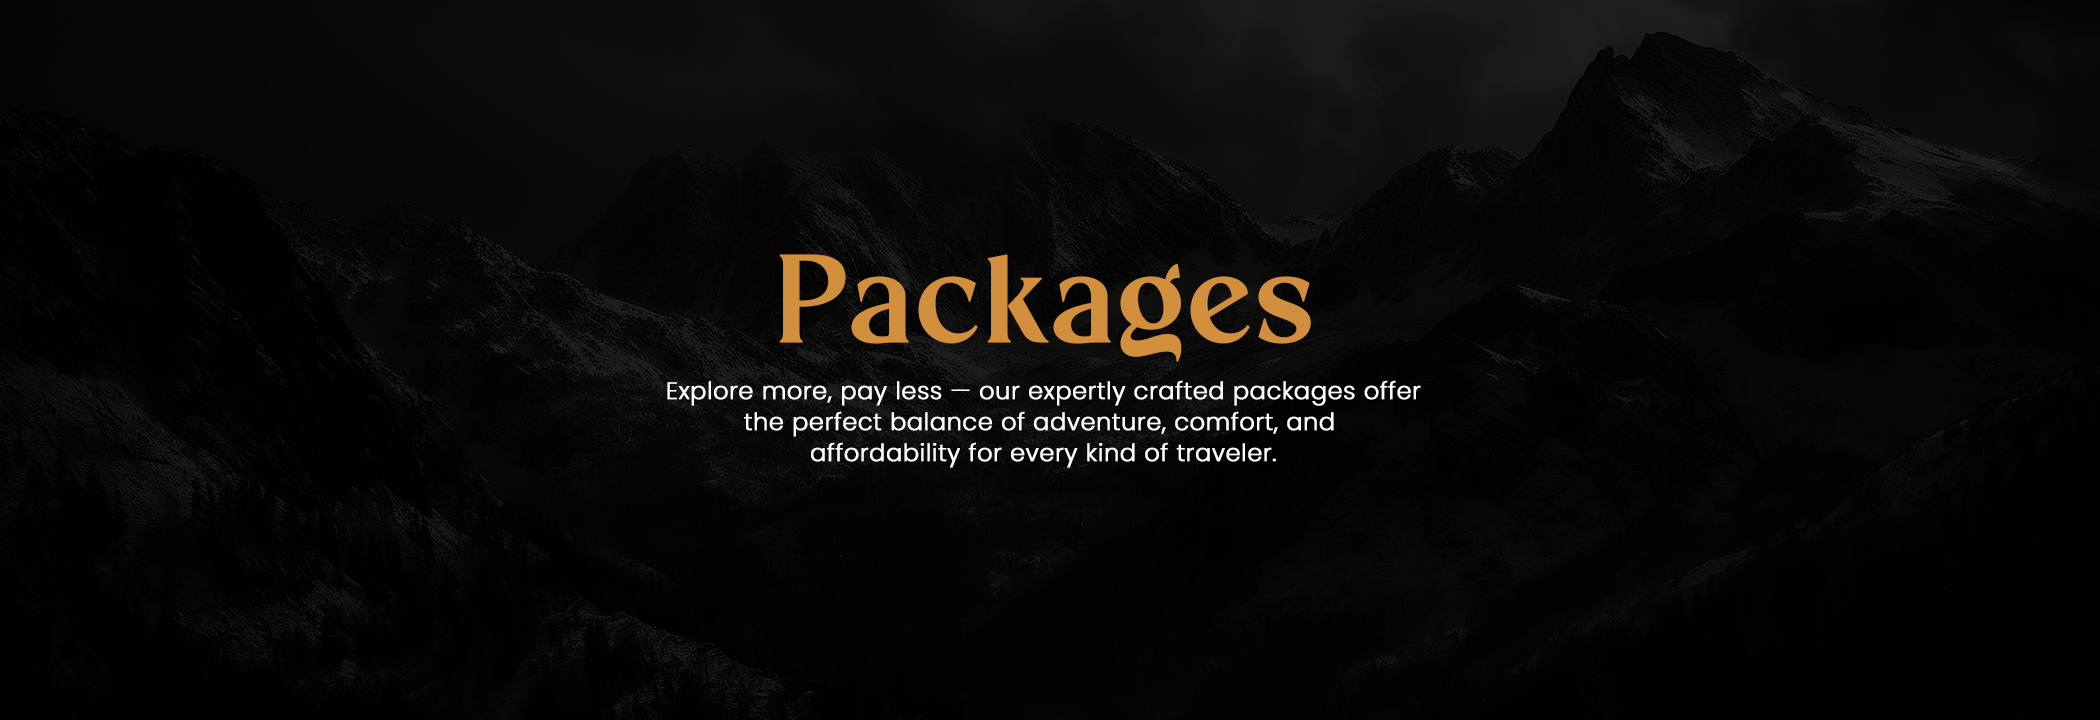 Packages
Explore more, pay less — our expertly crafted packages offer
the perfect balance of adventure, comfort, and
affordability for every kind of traveler.